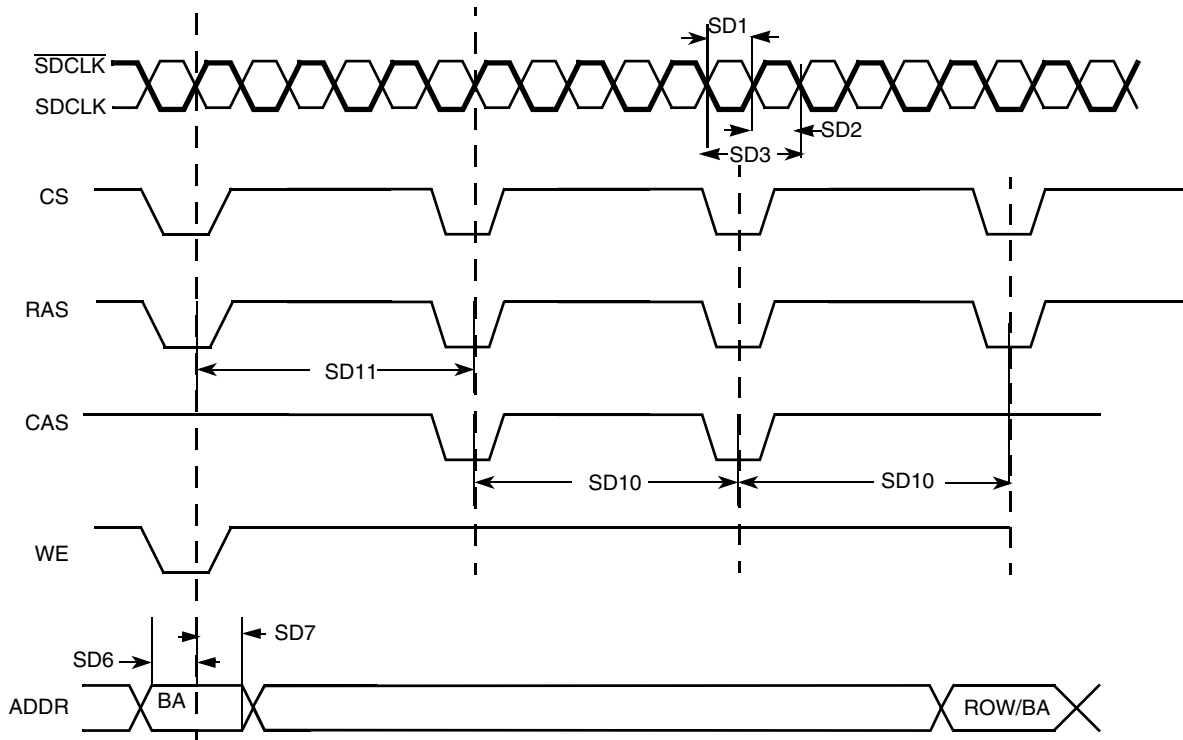 SD1
SDCLK
SDCLK
SD2
SD3
CS
RAS
SD11
CAS
SD10
SD10
WE
SD7
SD6
BA
ADDR
ROW/BA